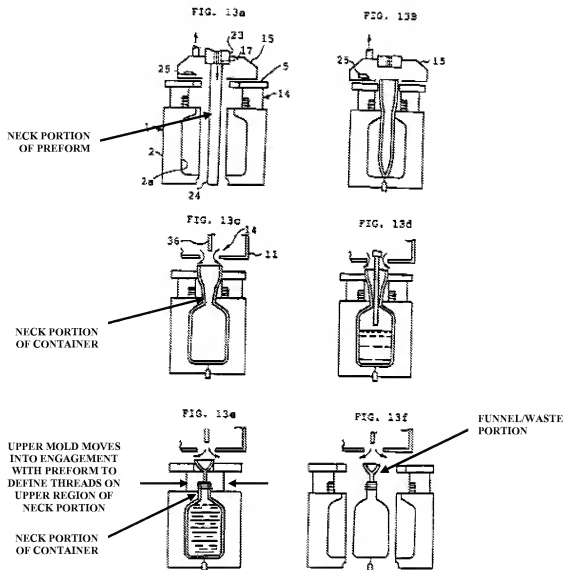 FIG. 13a
FIG. 13B
23
17
15
25
5
14
25
15
NECK PORTION
OF PREFORM
1
2
2a
24
FIG. 13c
FIG. 13d
36
14
11
NECK PORTION
OF CONTAINER
FIG. 13e
FIG. 13f
UPPER MOLD MOVES
INTO ENGAGEMENT
WITH PREFORM TO
DEFINE THREADS ON
UPPER REGION OF
NECK PORTION
FUNNEL/WASTE
PORTION
NECK PORTION
OF CONTAINER